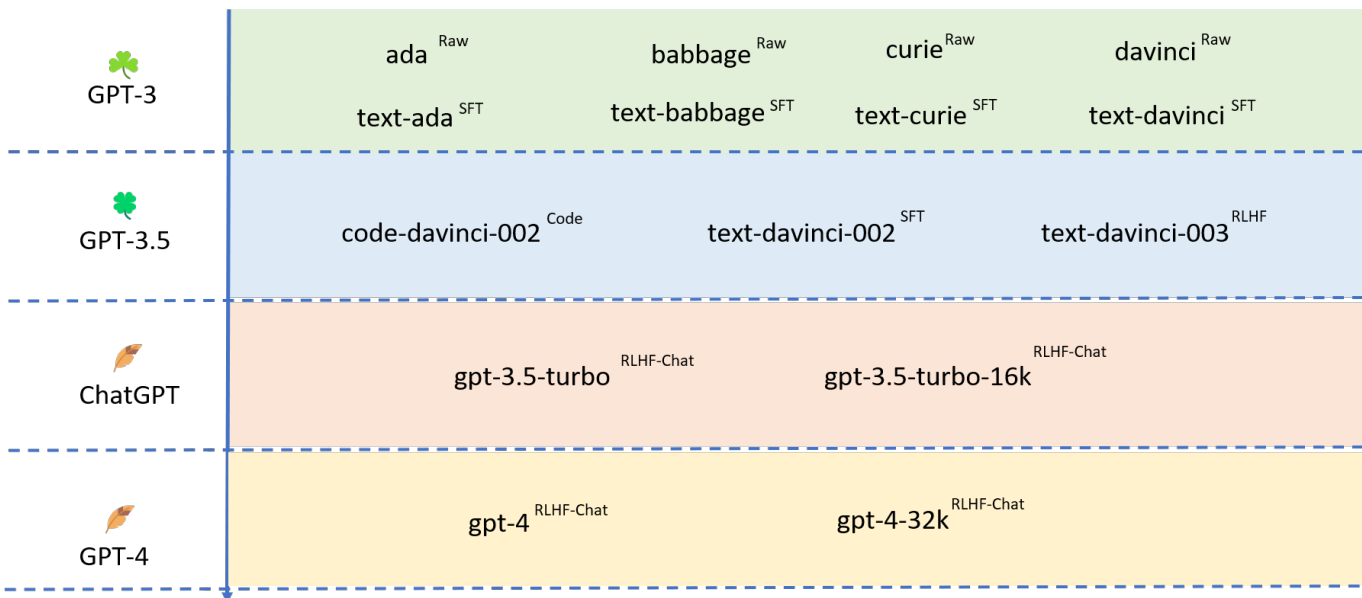 ada Raw babbage Raw curie Raw davinci Raw
GPT-3
text-ada SFT text-babbage SFT text-curie SFT text-davinci SFT
GPT-3.5
code-davinci-002 Code text-davinci-002 SFT text-davinci-003 RLHF
ChatGPT
gpt-3.5-turbo RLHF-Chat gpt-3.5-turbo-16k RLHF-Chat
GPT-4
gpt-4 RLHF-Chat gpt-4-32k RLHF-Chat